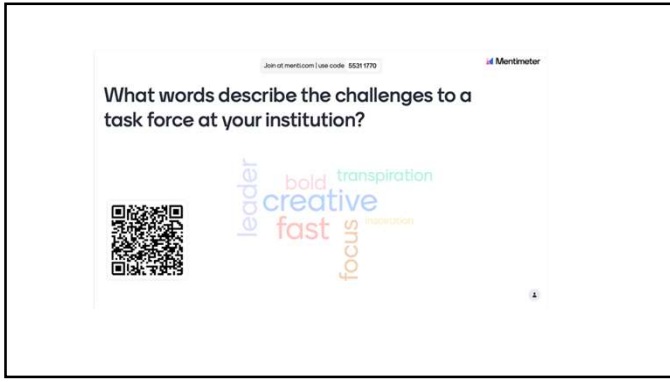 Join at menti.com | use code 5531 1770
Mentimeter
What words describe the challenges to a
task force at your institution?
leader
bold
transpiration
creative
fast
focus
inspiration